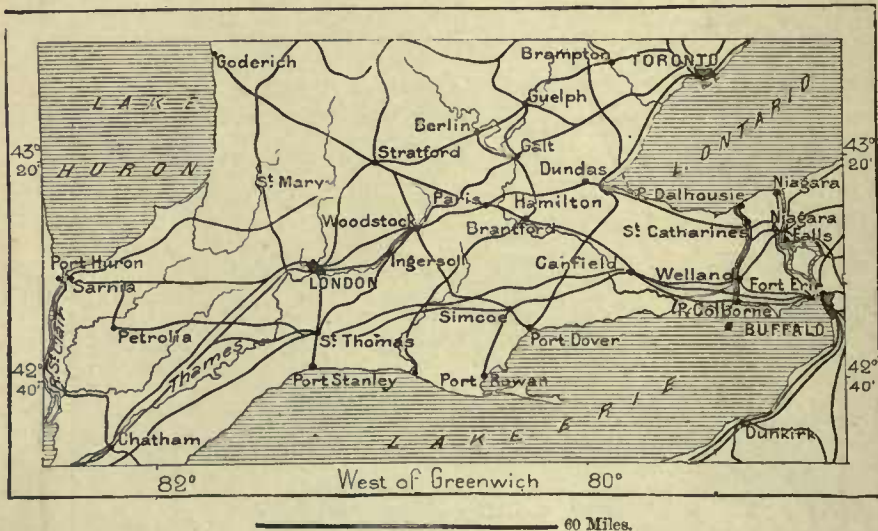 Goderich
Brampton
TORONTO
LAKE
HURON
Guelph
Berlin
L. ONTARIO
43°
20'
43°
20'
Stratford
Galt
Dundas
St. Mary
Paris
Hamilton
P. Dalhousie
Niagara
Woodstock
Brantford
St. Catharines
Niagara
Falls
Port Huron
Sarnia
LONDON
Ingersoll
Canfield
Welland
Fort Erie
R. St. Clair
Petrolia
Simcoe
P. Colborne
BUFFALO
St. Thomas
Port Dover
Thames
42°
40'
Port Stanley
Port Rowan
42°
40'
LAKE ERIE
Chatham
Dunkirk
82°
West of Greenwich
80°
60 Miles.